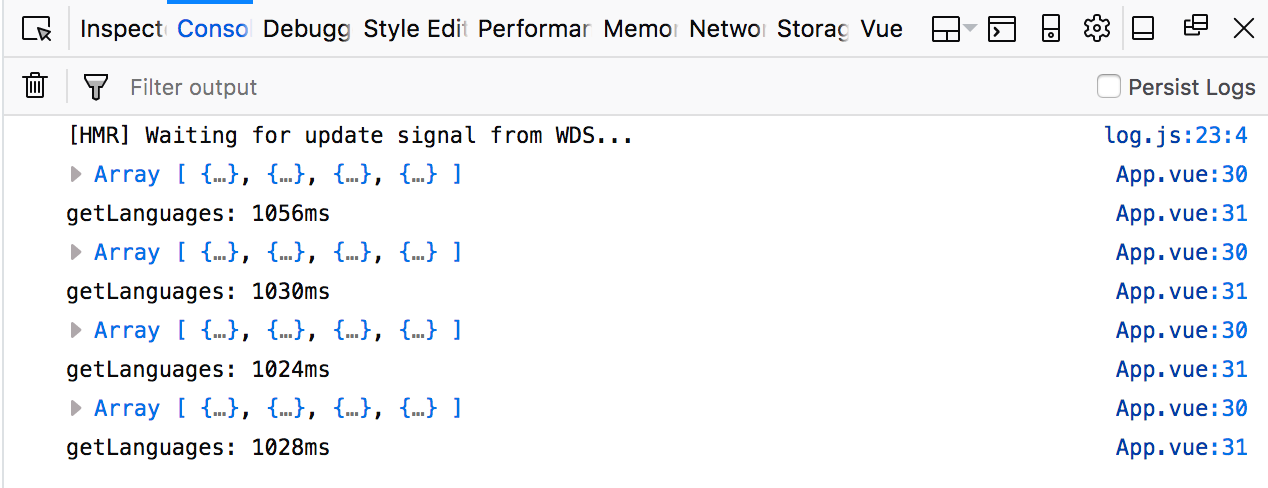 Inspect Consol Debugg Style Edit Performan Memor Networ Storag Vue
Filter output Persist Logs
[HMR] Waiting for update signal from WDS... log.js:23:4
Array [ {…}, {…}, {…}, {…} ] App.vue:30
getLanguages: 1056ms App.vue:31
Array [ {…}, {…}, {…}, {…} ] App.vue:30
getLanguages: 1030ms App.vue:31
Array [ {…}, {…}, {…}, {…} ] App.vue:30
getLanguages: 1024ms App.vue:31
Array [ {…}, {…}, {…}, {…} ] App.vue:30
getLanguages: 1028ms App.vue:31